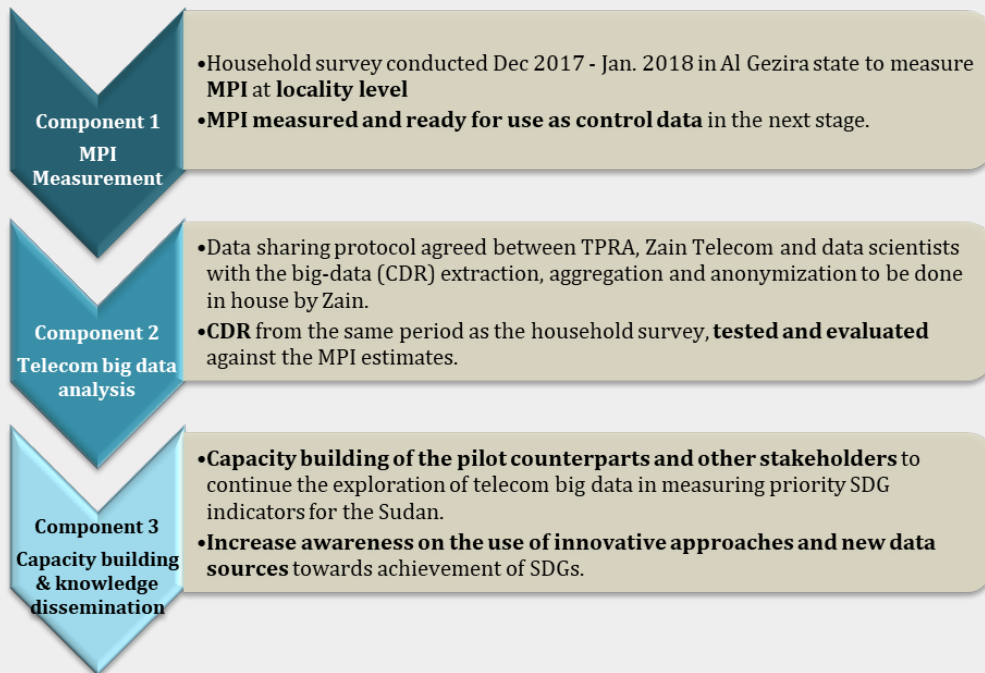 Component 1
MPI
Measurement
•Household survey conducted Dec 2017 - Jan. 2018 in Al Gezira state to measure
MPI at locality level
•MPI measured and ready for use as control data in the next stage.
Component 2
Telecom big data
analysis
•Data sharing protocol agreed between TPRA, Zain Telecom and data scientists
with the big-data (CDR) extraction, aggregation and anonymization to be done
in house by Zain.
•CDR from the same period as the household survey, tested and evaluated
against the MPI estimates.
Component 3
Capacity building
& knowledge
dissemination
•Capacity building of the pilot counterparts and other stakeholders to
continue the exploration of telecom big data in measuring priority SDG
indicators for the Sudan.
•Increase awareness on the use of innovative approaches and new data
sources towards achievement of SDGs.